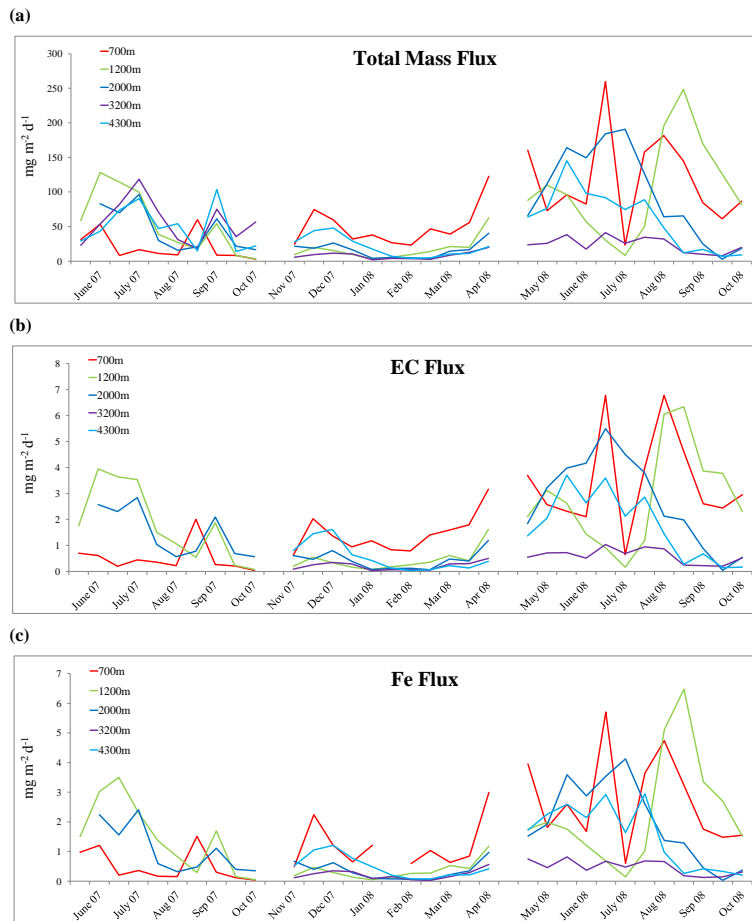 (a)
Total Mass Flux
mg m-2 d-1
300
250
200
150
100
50
0
700m
1200m
2000m
3200m
4300m
June 07
July 07
Aug 07
Sep 07
Oct 07
Nov 07
Dec 07
Jan 08
Feb 08
Mar 08
Apr 08
May 08
June 08
July 08
Aug 08
Sep 08
Oct 08
(b)
EC Flux
mg m-2 d-1
8
7
6
5
4
3
2
1
0
700m
1200m
2000m
3200m
4300m
June 07
July 07
Aug 07
Sep 07
Oct 07
Nov 07
Dec 07
Jan 08
Feb 08
Mar 08
Apr 08
May 08
June 08
July 08
Aug 08
Sep 08
Oct 08
(c)
Fe Flux
mg m-2 d-1
7
6
5
4
3
2
1
0
700m
1200m
2000m
3200m
4300m
June 07
July 07
Aug 07
Sep 07
Oct 07
Nov 07
Dec 07
Jan 08
Feb 08
Mar 08
Apr 08
May 08
June 08
July 08
Aug 08
Sep 08
Oct 08